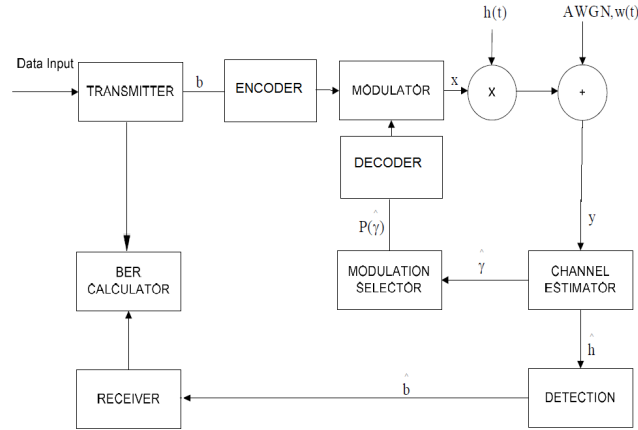 h(t)
AWGN,w(t)
Data Input
TRANSMITTER
b
ENCODER
MODULATOR
x
X
+
DECODER
y
P(γ̂)
BER
CALCULATOR
MODULATION
SELECTOR
γ̂
CHANNEL
ESTIMATOR
ĥ
RECEIVER
b̂
DETECTION